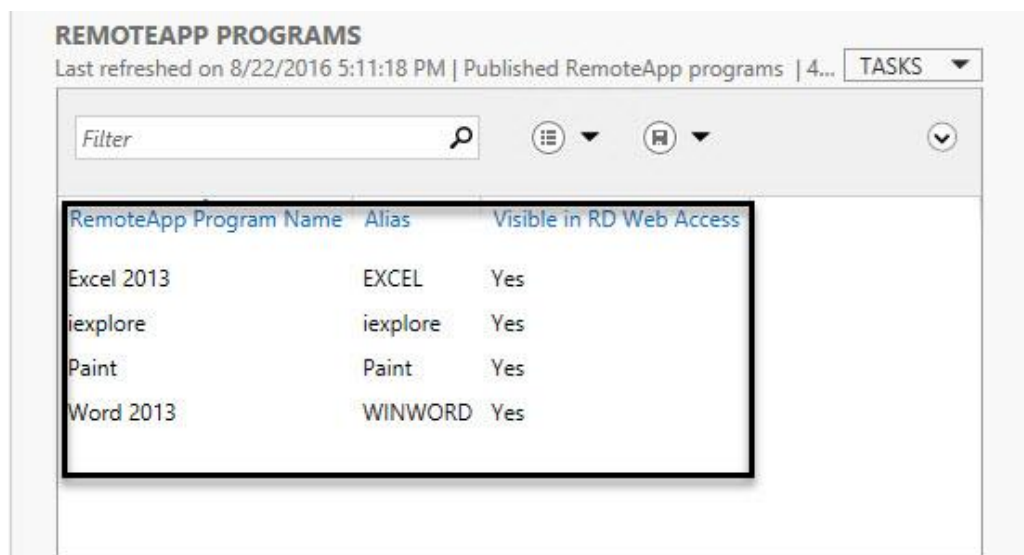 REMOTEAPP PROGRAMS
Last refreshed on 8/22/2016 5:11:18 PM | Published RemoteApp programs | 4... TASKS
Filter
RemoteApp Program Name Alias Visible in RD Web Access
Excel 2013 EXCEL Yes
iexplore iexplore Yes
Paint Paint Yes
Word 2013 WINWORD Yes